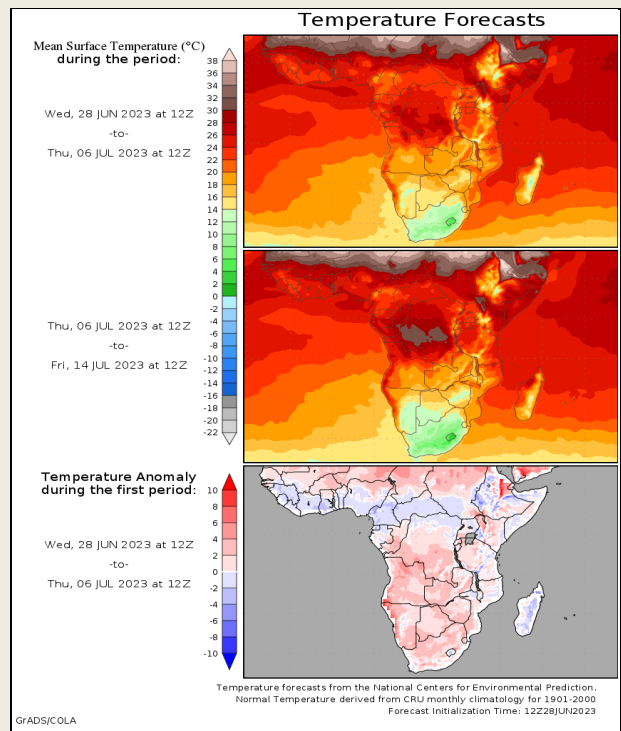 Temperature Forecasts
Mean Surface Temperature (°C)
during the period:
Wed, 28 JUN 2023 at 12Z
-to-
Thu, 06 JUL 2023 at 12Z
38
36
34
32
30
28
26
24
22
20
18
16
14
12
10
8
6
4
2
0
-2
-4
-6
-8
-10
-12
-14
-16
-18
-20
-22
Thu, 06 JUL 2023 at 12Z
-to-
Fri, 14 JUL 2023 at 12Z
Temperature Anomaly
during the first period:
Wed, 28 JUN 2023 at 12Z
-to-
Thu, 06 JUL 2023 at 12Z
10
8
6
4
2
0
-2
-4
-6
-8
-10
Temperature forecasts from the National Centers for Environmental Prediction.
Normal Temperature derived from CRU monthly climatology for 1901-2000
Forecast Initialization Time: 12Z28JUN2023
GrADS/COLA